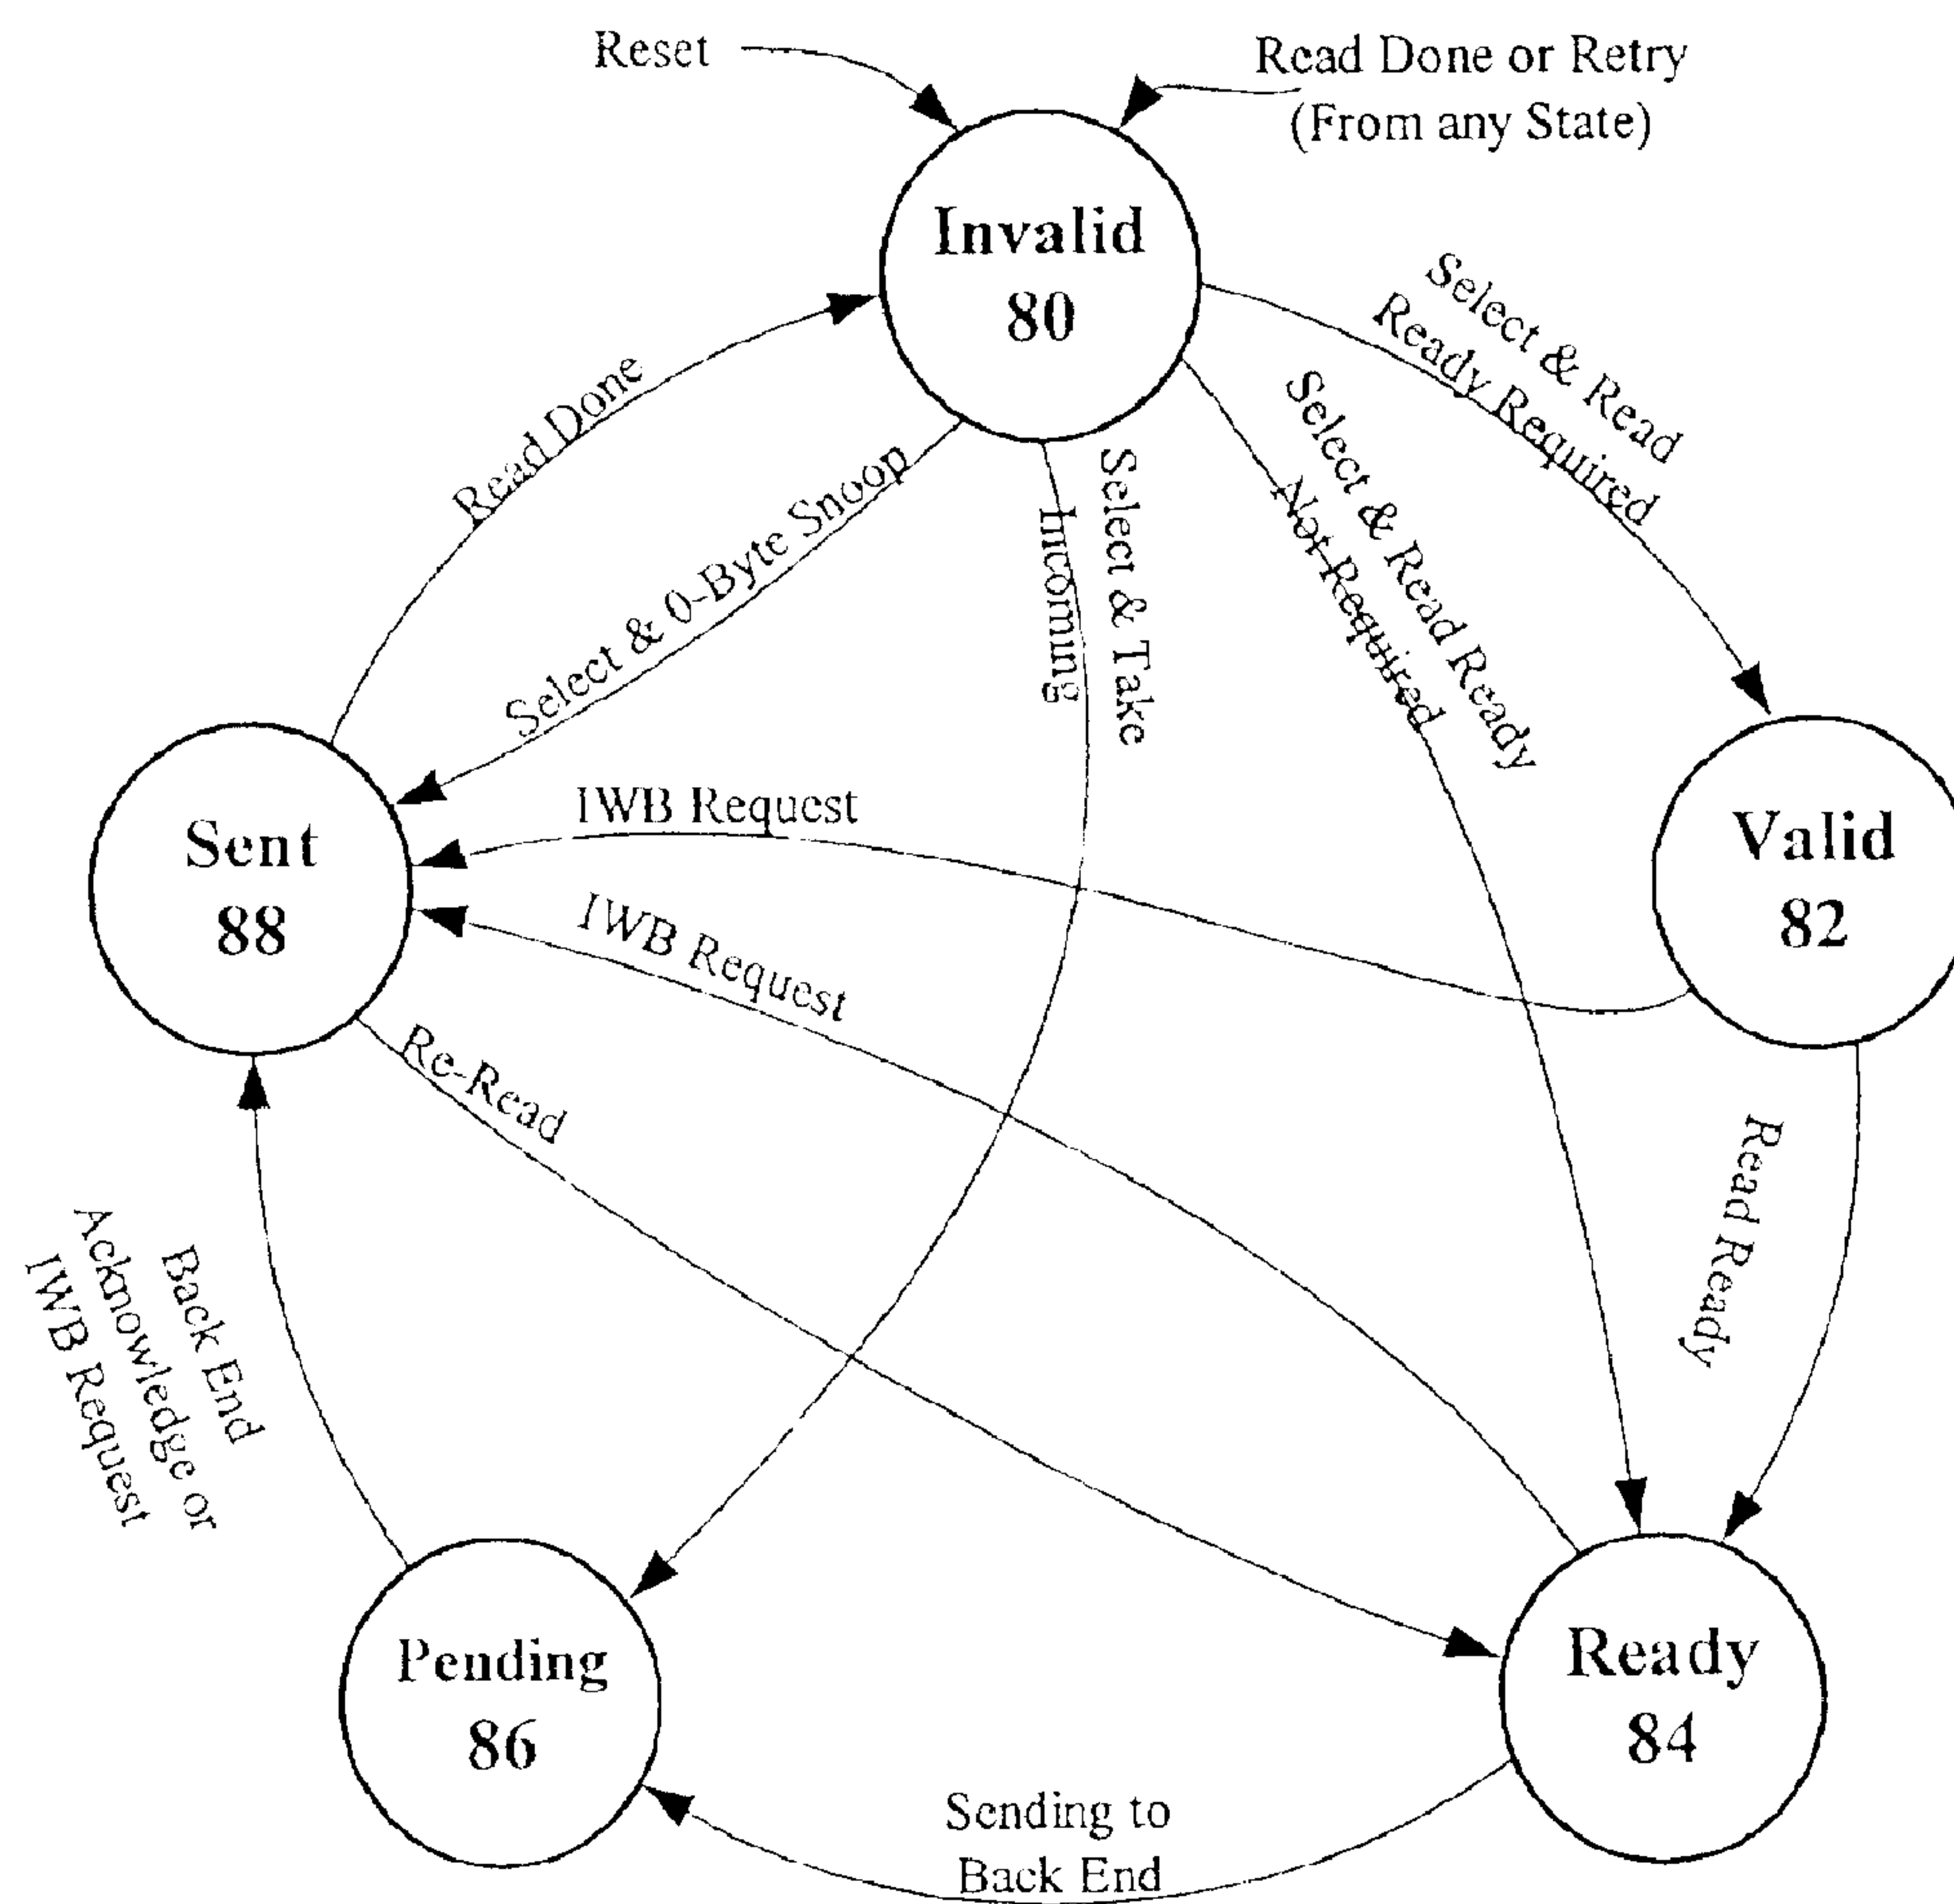 Reset
Read Done or Retry
(From any State)
Invalid
80
Select & Read
Ready Required
Select & Read Ready
Not Required
Select & Take
Incoming
Read Done
Select & 0-Byte Snoop
IWB Request
Sent
88
Valid
82
IWB Request
Re-Read
Read Ready
Back End
Acknowledge or
IWB Request
Pending
86
Ready
84
Sending to
Back End